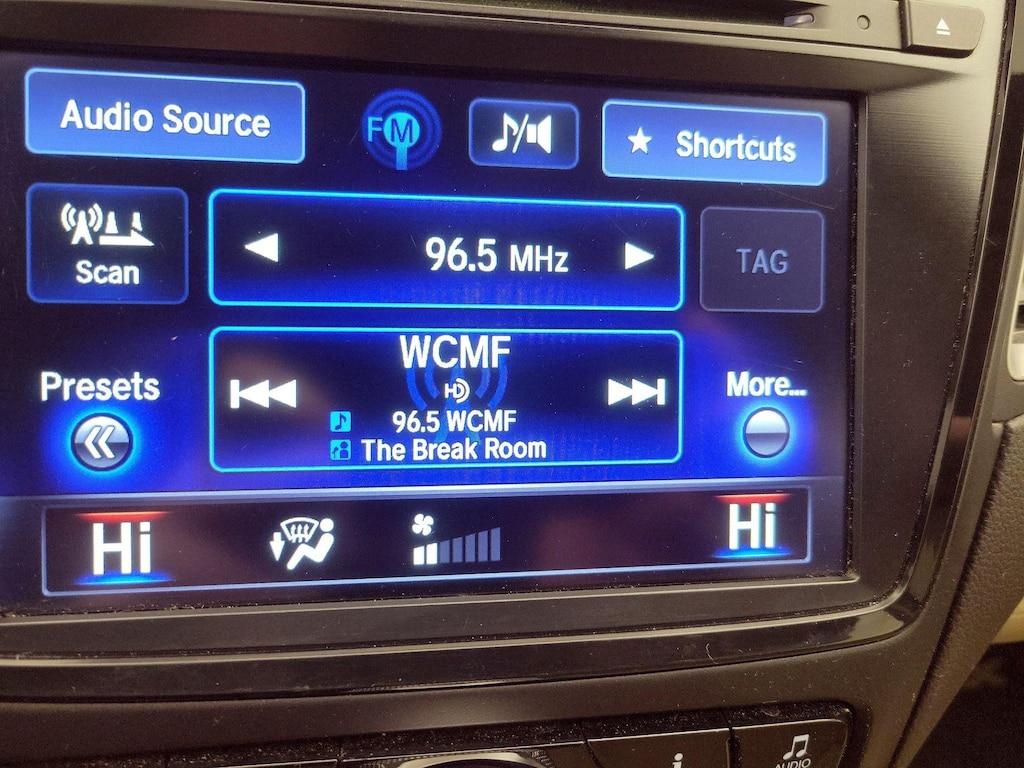 Audio Source
FM
Shortcuts
Scan
96.5 MHz
TAG
WCMF
HD
96.5 WCMF
The Break Room
Presets
More...
Hi
Hi
i
AUDIO